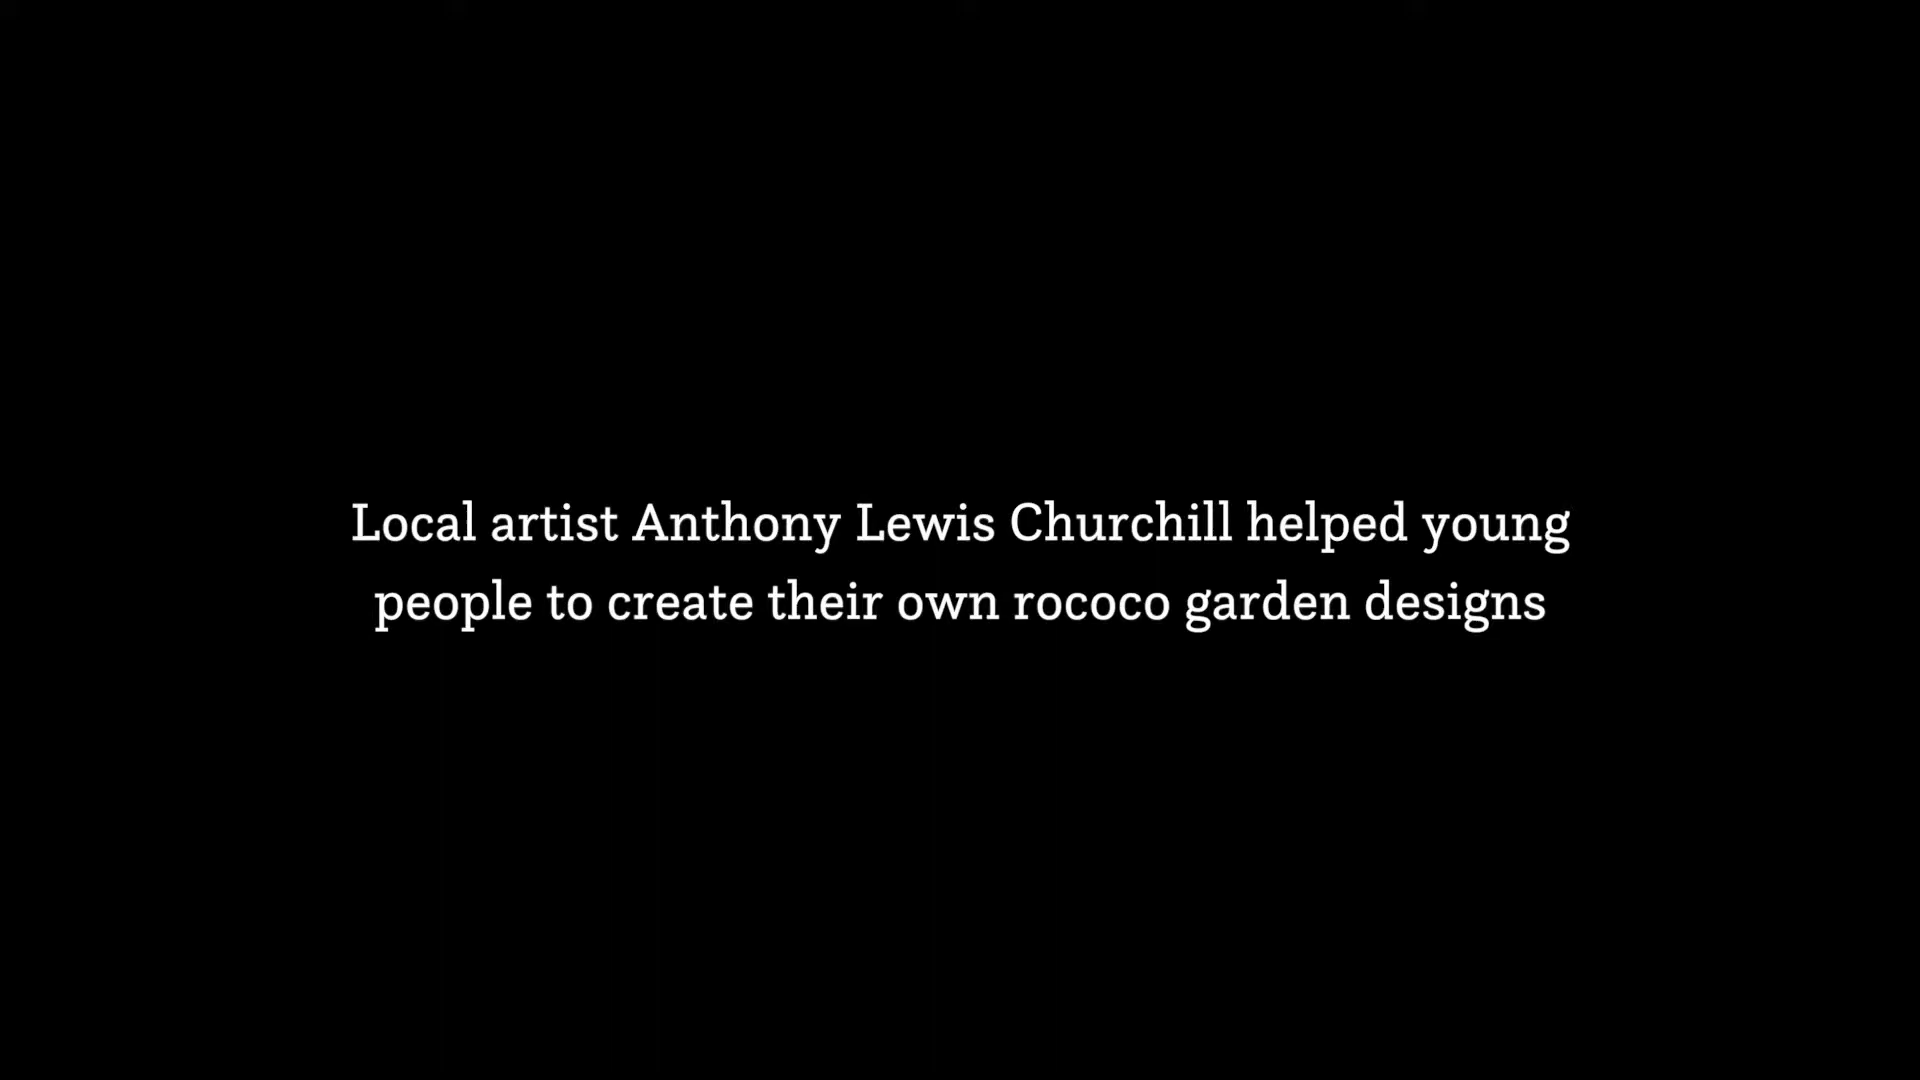 Local artist Anthony Lewis Churchill helped young
people to create their own rococo garden designs